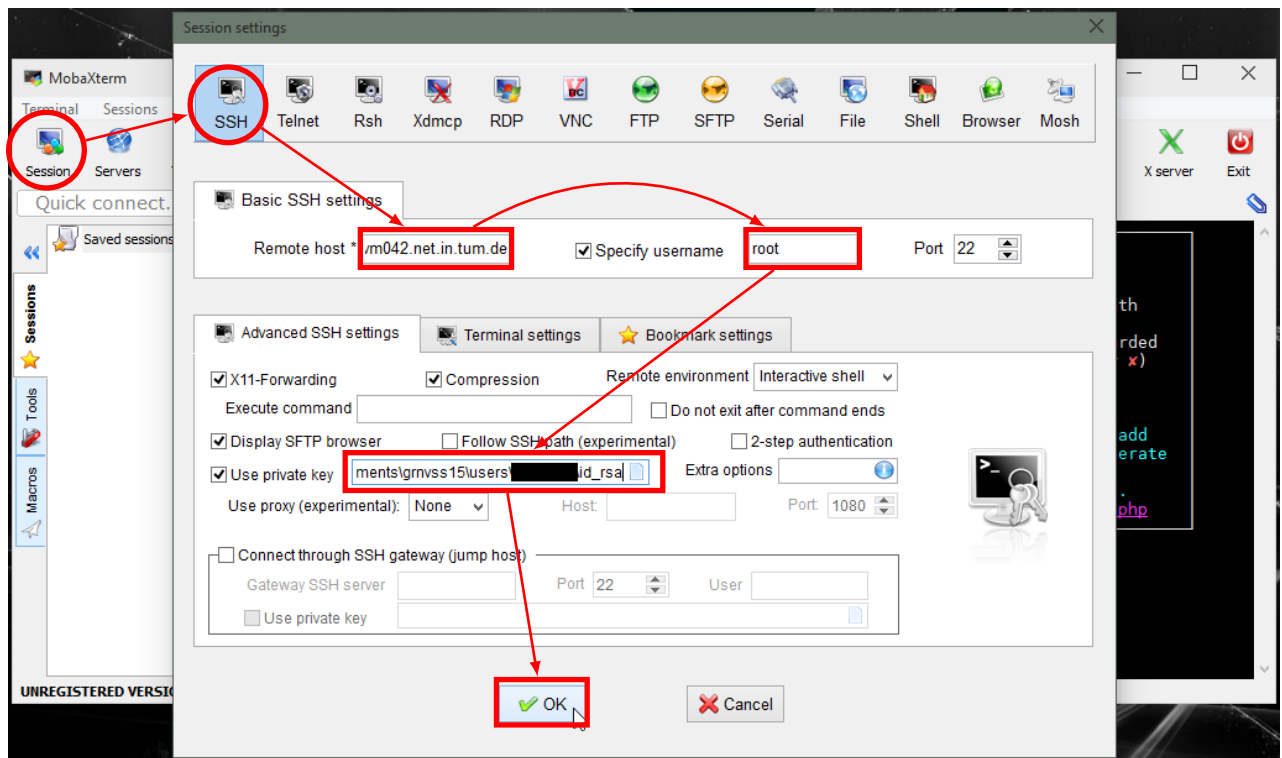 Session settings
MobaXterm
Terminal Sessions
SSH Telnet Rsh Xdmcp RDP VNC FTP SFTP Serial File Shell Browser Mosh
Session Servers
X server Exit
Quick connect.
Saved sessions
Basic SSH settings
Remote host * vm042.net.in.tum.de Specify username root Port 22
Sessions
Tools
Macros
Advanced SSH settings Terminal settings Bookmark settings
X11-Forwarding Compression Remote environment Interactive shell
Execute command Do not exit after command ends
Display SFTP browser Follow SSH path (experimental) 2-step authentication
Use private key ments\grnvss15\users\ \id_rsa Extra options
Use proxy (experimental): None Host: Port: 1080
Connect through SSH gateway (jump host)
Gateway SSH server Port 22 User
Use private key
th
rded
x)
add
erate
.
php
OK Cancel
UNREGISTERED VERSI